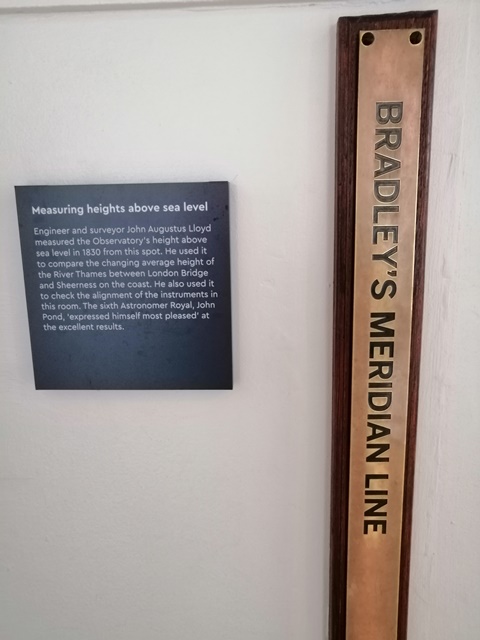 Measuring heights above sea level
Engineer and surveyor John Augustus Lloyd
measured the Observatory's height above
sea level in 1830 from this spot. He used it
to compare the changing average height of
the River Thames between London Bridge
and Sheerness on the coast. He also used it
to check the alignment of the instruments in
this room. The sixth Astronomer Royal, John
Pond, 'expressed himself most pleased' at
the excellent results.
BRADLEY'S MERIDIAN LINE